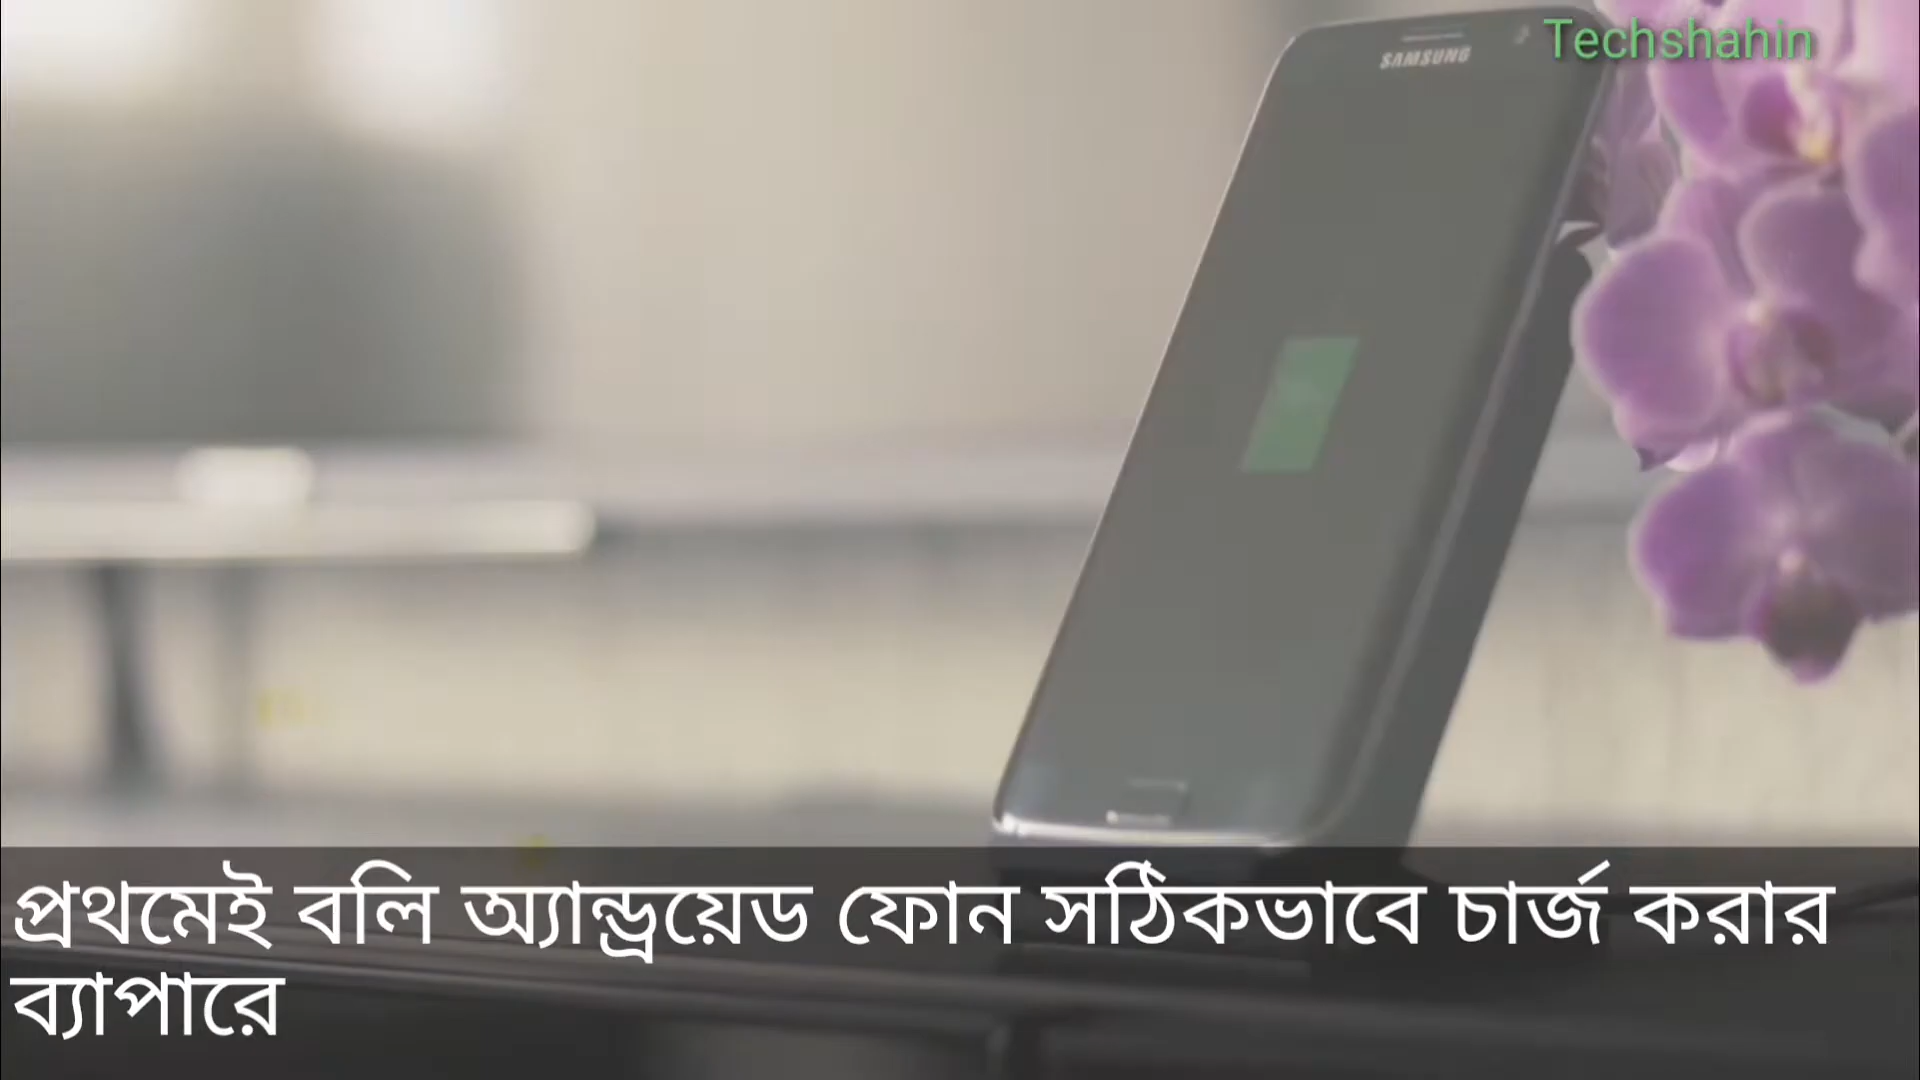 Techshahin
SAMSUNG
প্রথমেই বলি অ্যান্ড্রয়েড ফোন সঠিকভাবে চার্জ করার
ব্যাপারে